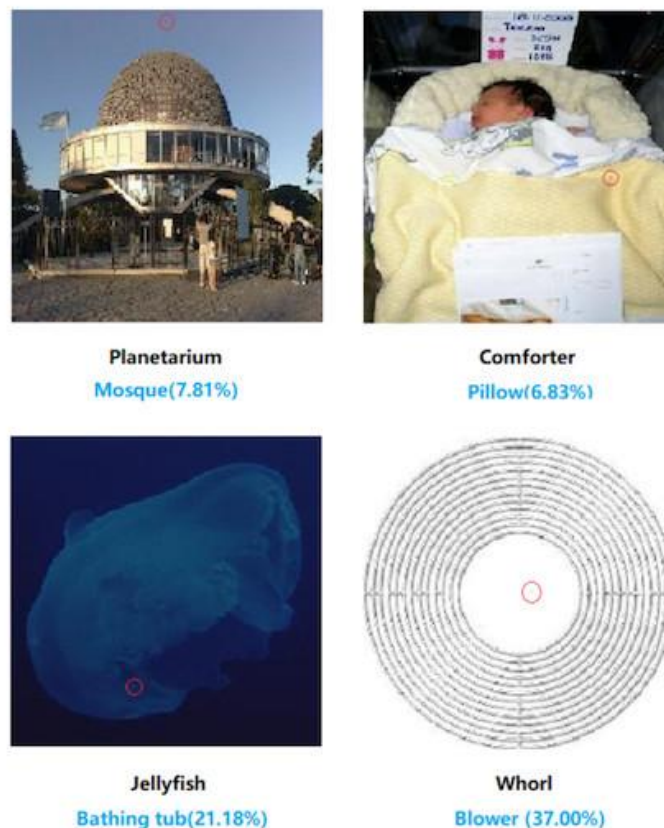 Planetarium
Mosque(7.81%)
Comforter
Pillow(6.83%)
Jellyfish
Bathing tub(21.18%)
Whorl
Blower (37.00%)